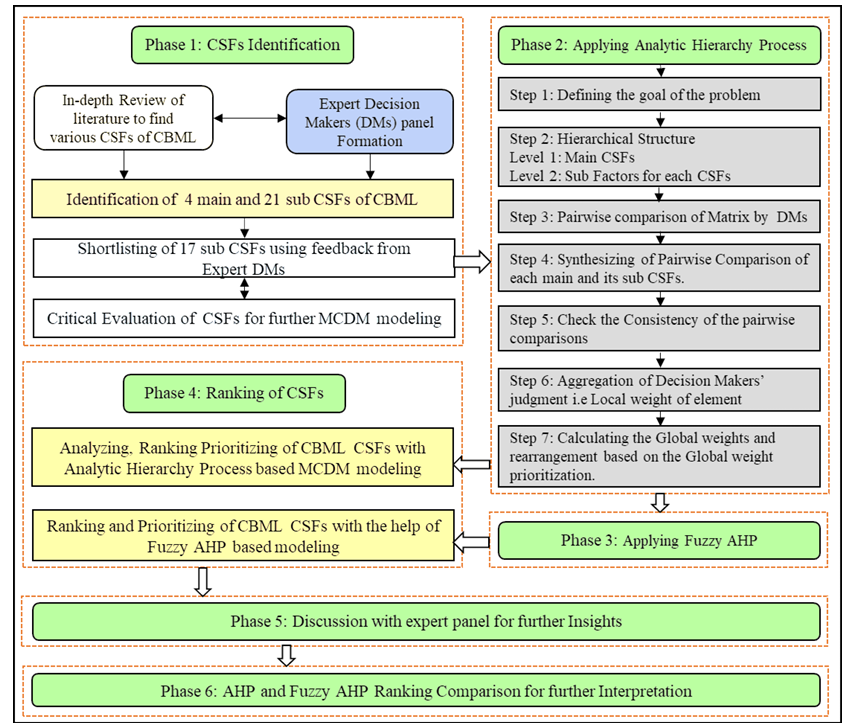 Phase 1: CSFs Identification
In-depth Review of
literature to find
various CSFs of CBML
Expert Decision
Makers (DMs) panel
Formation
Identification of 4 main and 21 sub CSFs of CBML
Shortlisting of 17 sub CSFs using feedback from
Expert DMs
Critical Evaluation of CSFs for further MCDM modeling
Phase 2: Applying Analytic Hierarchy Process
Step 1: Defining the goal of the problem
Step 2: Hierarchical Structure
Level 1: Main CSFs
Level 2: Sub Factors for each CSFs
Step 3: Pairwise comparison of Matrix by DMs
Step 4: Synthesizing of Pairwise Comparison of
each main and its sub CSFs.
Step 5: Check the Consistency of the pairwise
comparisons
Step 6: Aggregation of Decision Makers’
judgment i.e Local weight of element
Step 7: Calculating the Global weights and
rearrangement based on the Global weight
prioritization.
Phase 3: Applying Fuzzy AHP
Phase 4: Ranking of CSFs
Analyzing, Ranking Prioritizing of CBML CSFs with
Analytic Hierarchy Process based MCDM modeling
Ranking and Prioritizing of CBML CSFs with the help of
Fuzzy AHP based modeling
Phase 5: Discussion with expert panel for further Insights
Phase 6: AHP and Fuzzy AHP Ranking Comparison for further Interpretation